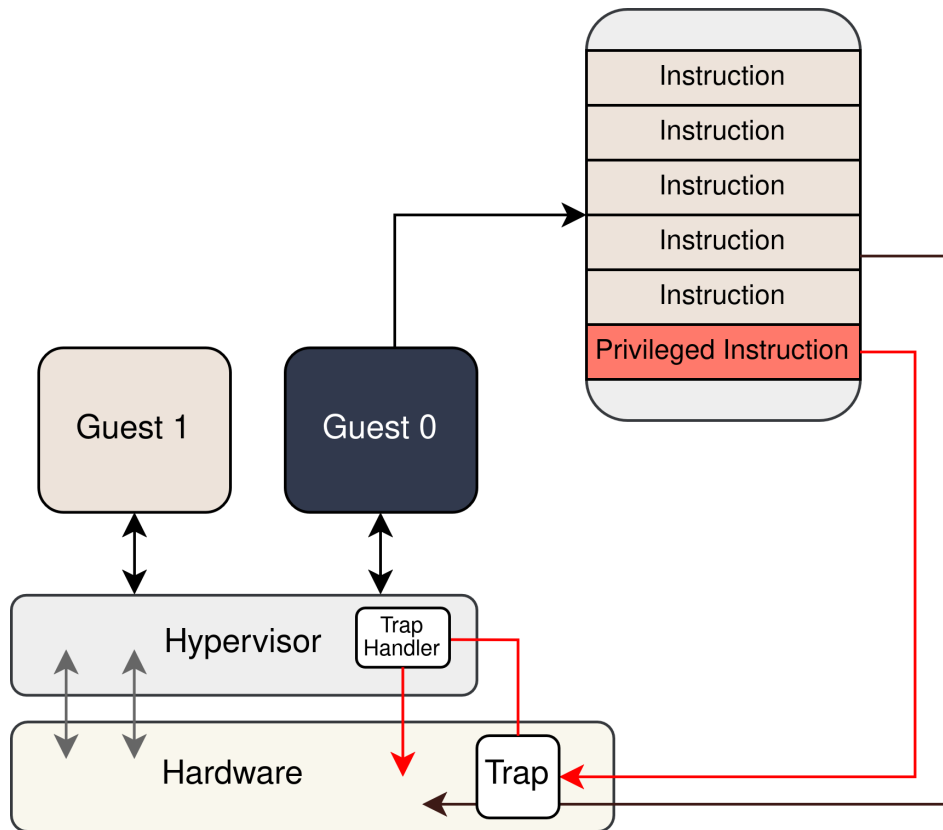 Instruction
Instruction
Instruction
Instruction
Instruction
Privileged Instruction
Guest 1
Guest 0
Hypervisor
Trap
Handler
Hardware
Trap